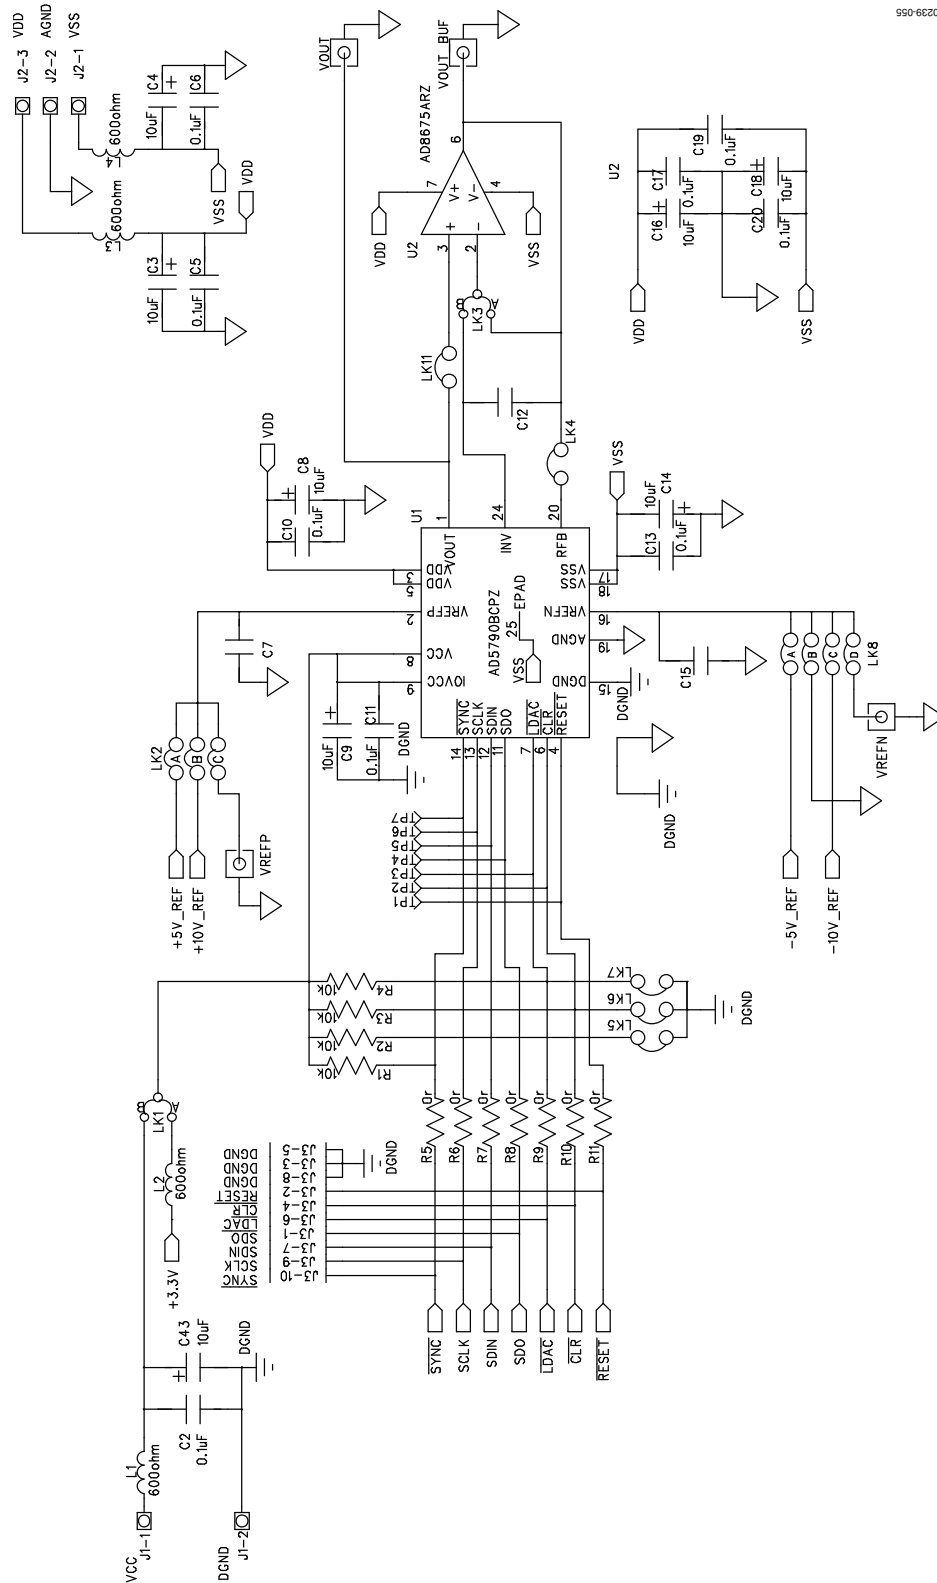 J2-3 VDD
J2-2 AGND
J2-1 VSS
L4
600ohm
C4
10uF
+
C6
0.1uF
VSS
L3
600ohm
C3
10uF
+
C5
0.1uF
VDD
VOUT
VOUT_BUF
AD8675ARZ
U2
6
7
V+
4
V-
+
-
3
2
VDD
VSS
LK3
B
A
LK11
C12
LK4
U2
C19
0.1uF
C17
0.1uF
C18
+
10uF
C16
+
10uF
C20
0.1uF
VDD
VSS
0239-055
VDD
C8
+
10uF
C10
0.1uF
VSS
C14
10uF
+
C13
0.1uF
U1
AD5790BCPZ
25
EPAD
VSS
1
VOUT
24
INV
20
RFB
3
VDD
5
VDD
2
VREFP
8
VCC
9
IOVCC
17
VSS
18
VSS
16
VREFN
19
AGND
15
DGND
DGND
14
SYNC
13
SCLK
12
SDIN
11
SDO
7
LDAC
6
CLR
4
RESET
C7
C9
+
10uF
C11
0.1uF
DGND
C15
LK2
A
B
C
+5V_REF
+10V_REF
VREFP
LK8
A
B
C
D
VREFN
-5V_REF
-10V_REF
DGND
TP7
TP6
TP5
TP4
TP3
TP2
TP1
R4
10k
R3
10k
R2
10k
R1
10k
LK7
LK6
LK5
DGND
R5
0r
R6
0r
R7
0r
R8
0r
R9
0r
R10
0r
R11
0r
LK1
B
A
L2
600ohm
+3.3V
DGND
J3-5
DGND
J3-3
DGND
J3-8
RESET
J3-2
CLR
J3-4
LDAC
J3-6
SDO
J3-1
SDIN
J3-7
SCLK
J3-9
SYNC
J3-10
DGND
SYNC
SCLK
SDIN
SDO
LDAC
CLR
RESET
C43
+
10uF
C2
0.1uF
DGND
L1
600ohm
VCC
J1-1
DGND
J1-2